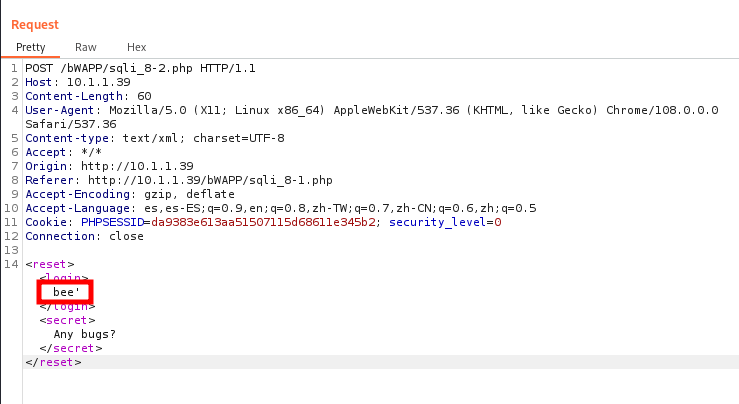 Request
Pretty Raw Hex
1 POST /bWAPP/sqli_8-2.php HTTP/1.1
2 Host: 10.1.1.39
3 Content-Length: 60
4 User-Agent: Mozilla/5.0 (X11; Linux x86_64) AppleWebKit/537.36 (KHTML, like Gecko) Chrome/108.0.0.0
Safari/537.36
5 Content-type: text/xml; charset=UTF-8
6 Accept: */*
7 Origin: http://10.1.1.39
8 Referer: http://10.1.1.39/bWAPP/sqli_8-1.php
9 Accept-Encoding: gzip, deflate
10 Accept-Language: es,es-ES;q=0.9,en;q=0.8,zh-TW;q=0.7,zh-CN;q=0.6,zh;q=0.5
11 Cookie: PHPSESSID=da9383e613aa51507115d68611e345b2; security_level=0
12 Connection: close
13
14 <reset>
<login>
bee'
</login>
<secret>
Any bugs?
</secret>
</reset>